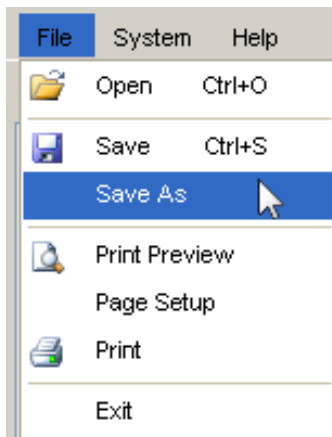 File System Help
Open Ctrl+O
Save Ctrl+S
Save As
Print Preview
Page Setup
Print
Exit